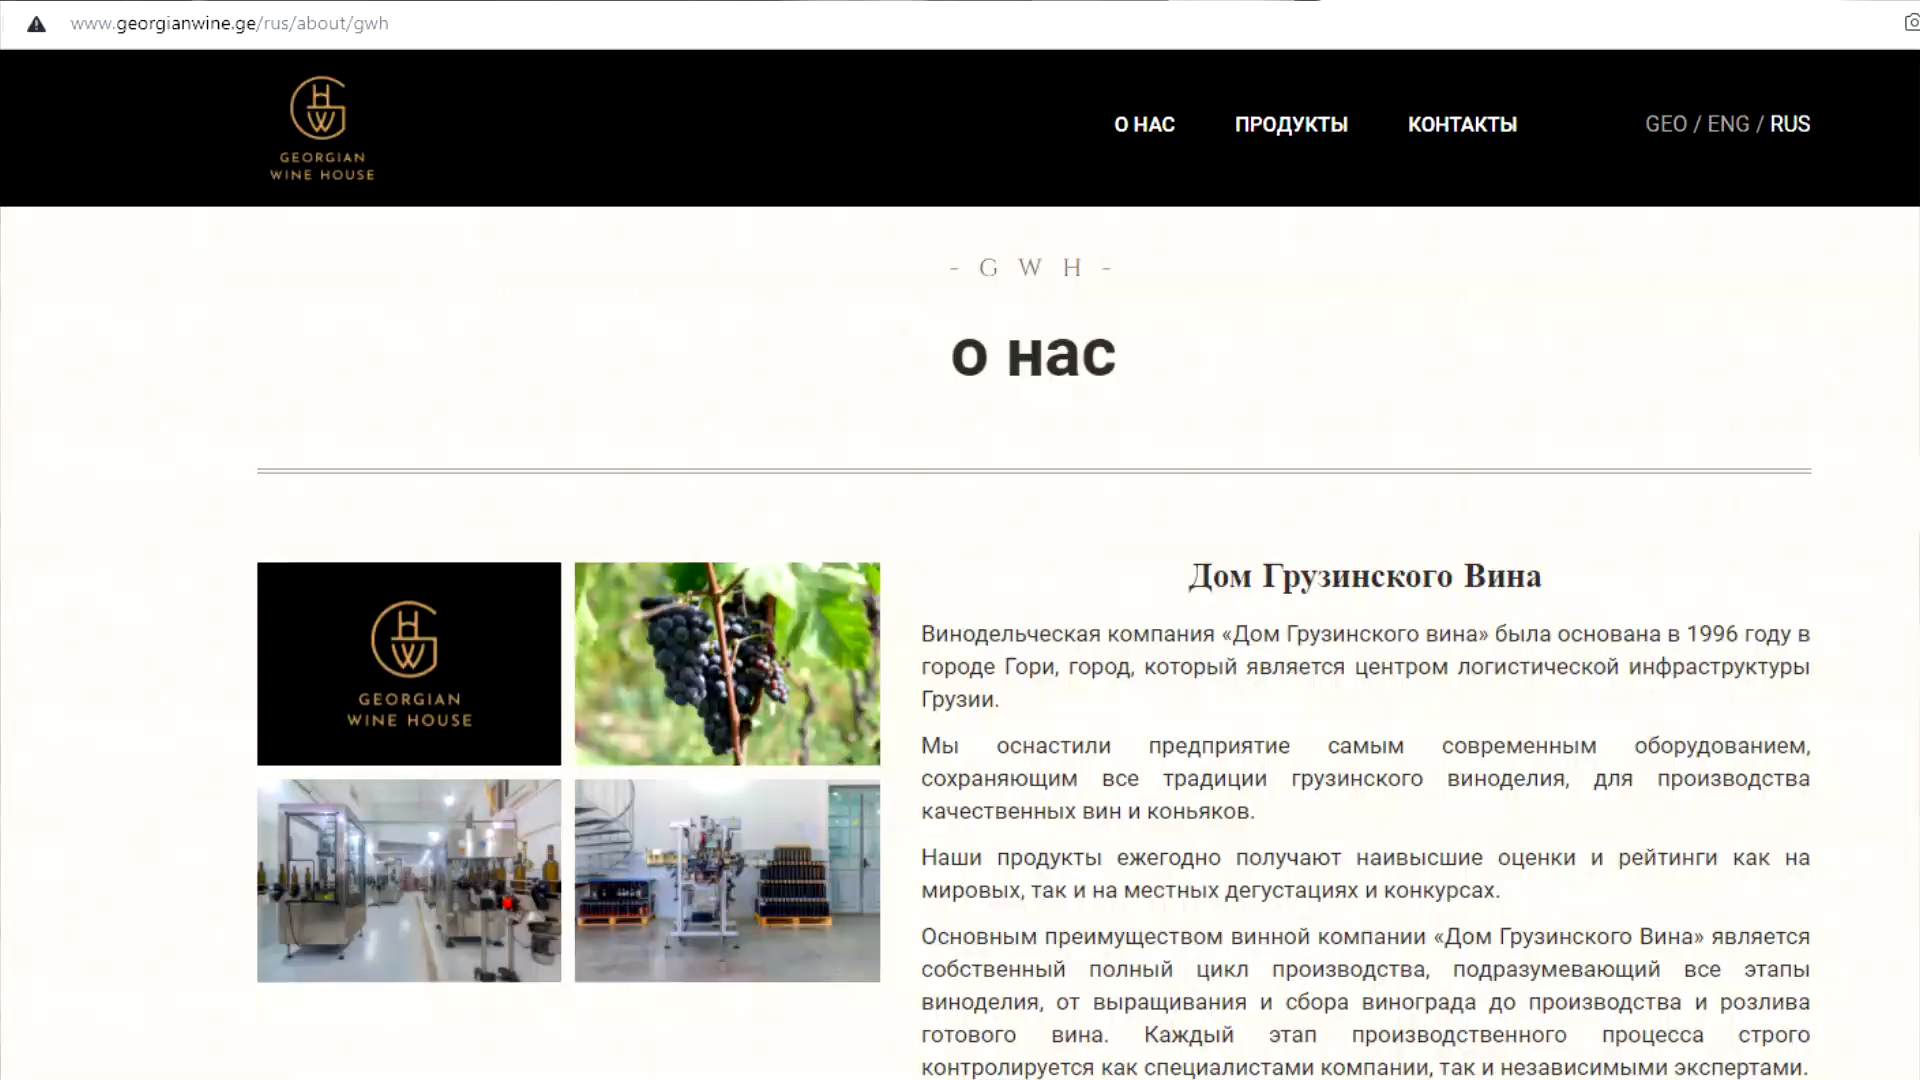 www.georgianwine.ge/rus/about/gwh
GEORGIAN
WINE HOUSE
О НАС
ПРОДУКТЫ
КОНТАКТЫ
GEO / ENG / RUS
- G W H -
о нас
GEORGIAN
WINE HOUSE
Дом Грузинского Вина
Винодельческая компания «Дом Грузинского вина» была основана в 1996 году в
городе Гори, город, который является центром логистической инфраструктуры
Грузии.
Мы оснастили предприятие самым современным оборудованием,
сохраняющим все традиции грузинского виноделия, для производства
качественных вин и коньяков.
Наши продукты ежегодно получают наивысшие оценки и рейтинги как на
мировых, так и на местных дегустациях и конкурсах.
Основным преимуществом винной компании «Дом Грузинского Вина» является
собственный полный цикл производства, подразумевающий все этапы
виноделия, от выращивания и сбора винограда до производства и розлива
готового вина. Каждый этап производственного процесса строго
контролируется как специалистами компании, так и независимыми экспертами.